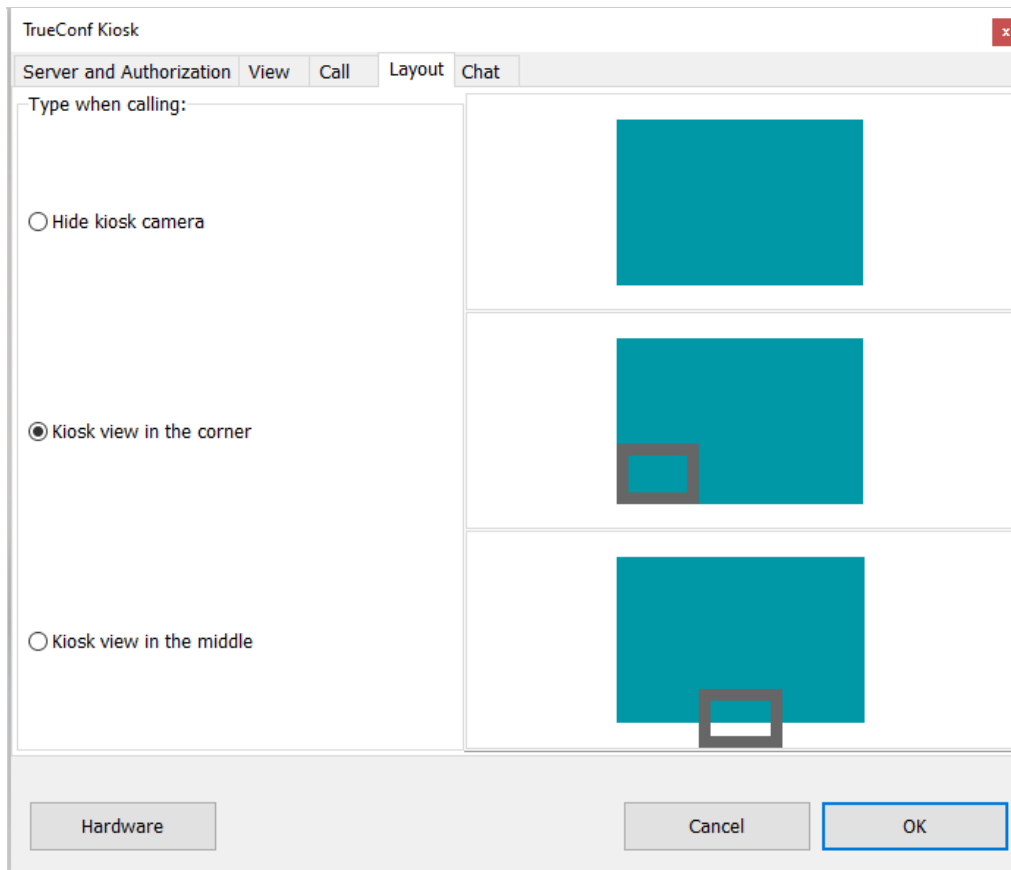 TrueConf Kiosk
x
Server and Authorization View Call Layout Chat
Type when calling:
Hide kiosk camera
Kiosk view in the corner
Kiosk view in the middle
Hardware Cancel OK